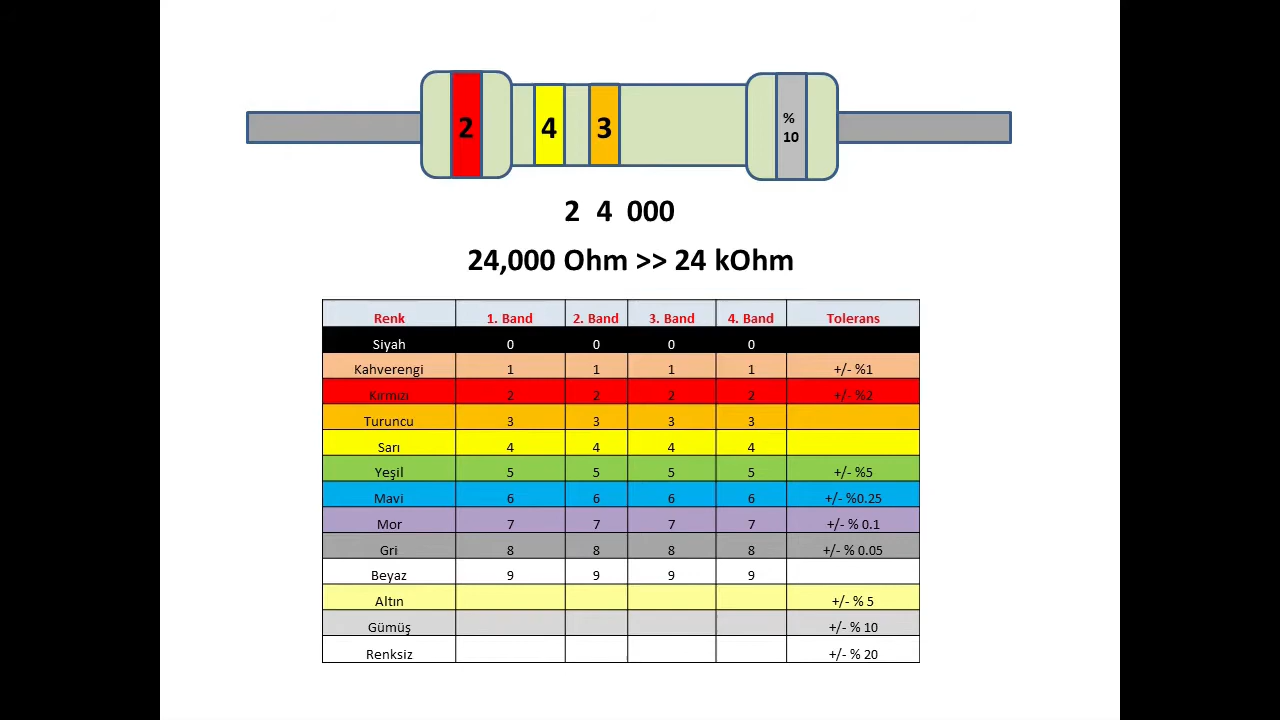 2 4 3 % 10
2 4 000
24,000 Ohm >> 24 kOhm
Renk 1. Band 2. Band 3. Band 4. Band Tolerans
Siyah 0 0 0 0
Kahverengi 1 1 1 1 +/- %1
Kırmızı 2 2 2 2 +/- %2
Turuncu 3 3 3 3
Sarı 4 4 4 4
Yeşil 5 5 5 5 +/- %5
Mavi 6 6 6 6 +/- %0.25
Mor 7 7 7 7 +/- % 0.1
Gri 8 8 8 8 +/- % 0.05
Beyaz 9 9 9 9
Altın +/- % 5
Gümüş +/- % 10
Renksiz +/- % 20